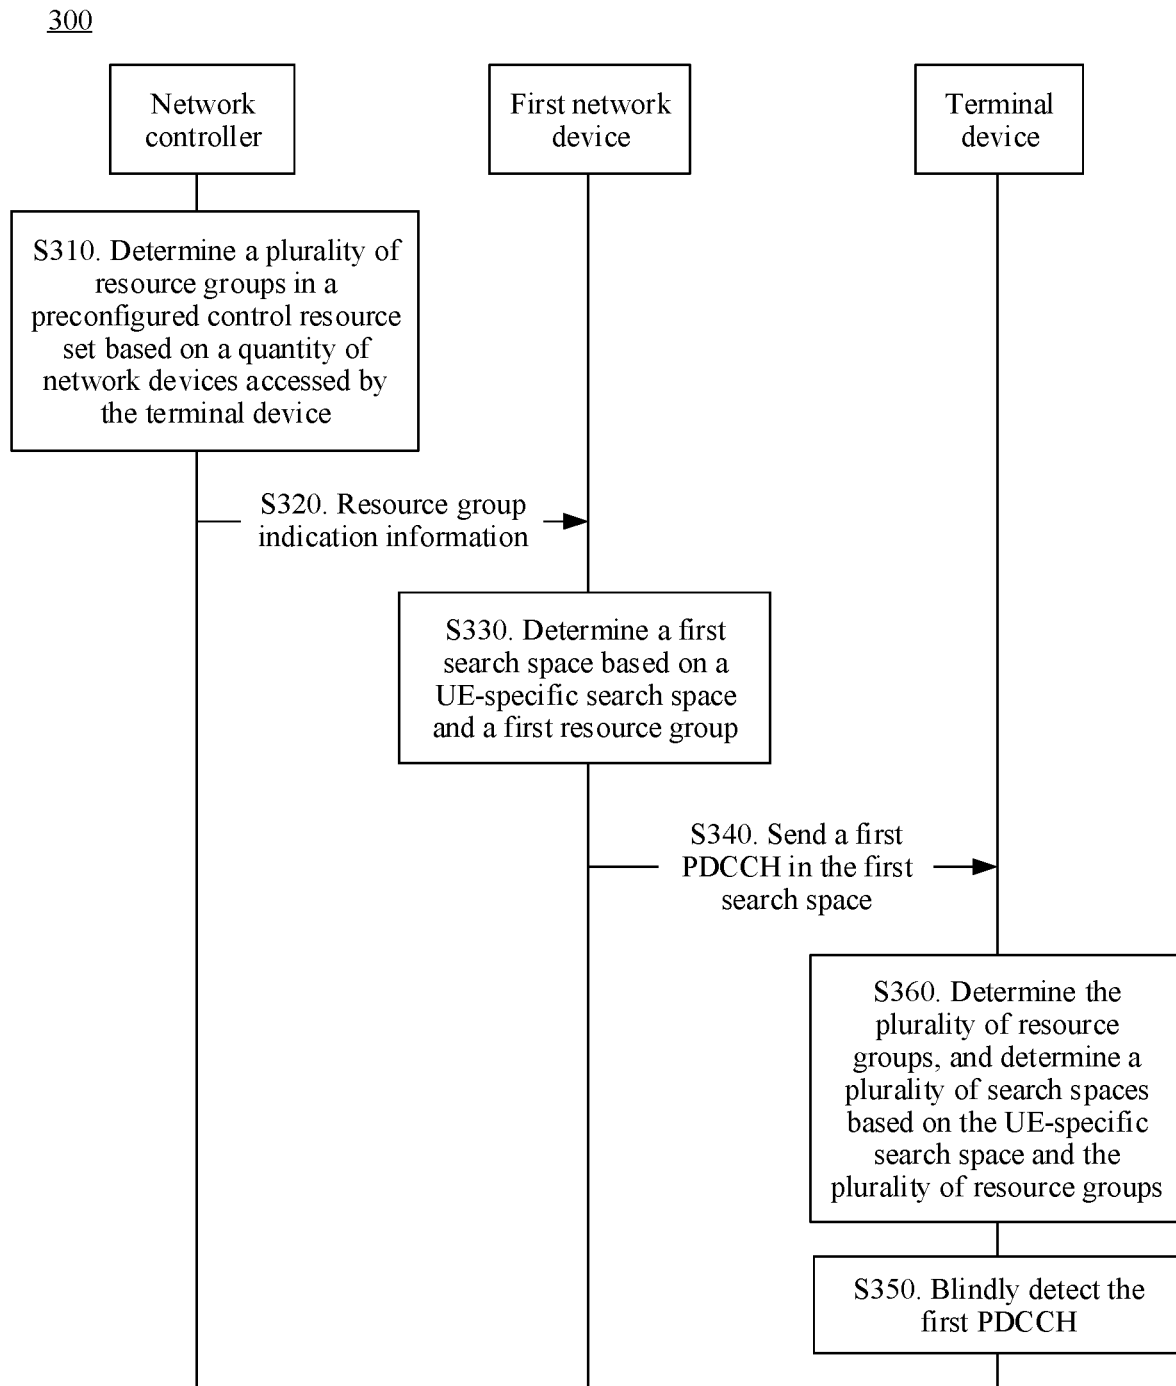 300
Network
controller
First network
device
Terminal
device
S310. Determine a plurality of
resource groups in a
preconfigured control resource
set based on a quantity of
network devices accessed by
the terminal device
S320. Resource group
indication information
S330. Determine a first
search space based on a
UE-specific search space
and a first resource group
S340. Send a first
PDCCH in the first
search space
S360. Determine the
plurality of resource
groups, and determine a
plurality of search spaces
based on the UE-specific
search space and the
plurality of resource groups
S350. Blindly detect the
first PDCCH